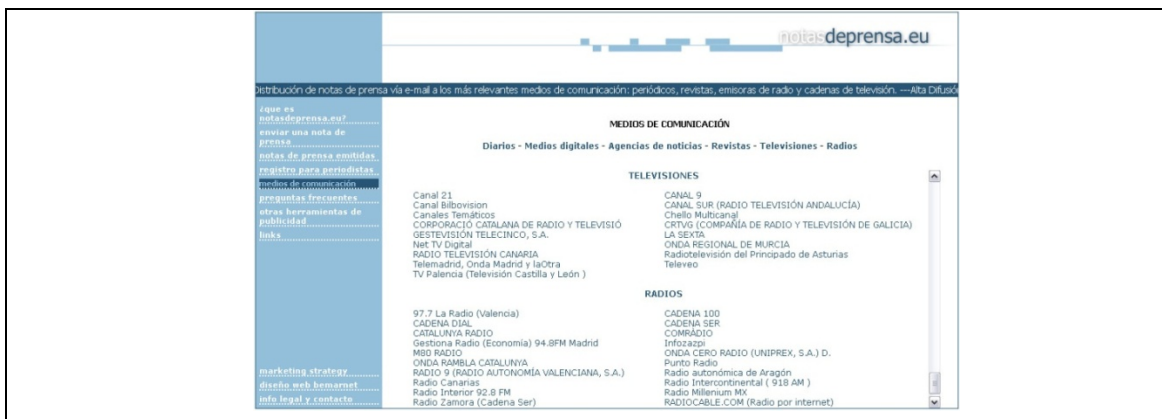 notasdeprensa.eu
Distribución de notas de prensa vía e-mail a los más relevantes medios de comunicación: periódicos, revistas, emisoras de radio y cadenas de televisión. ---Alta Difusió
¿que es
notasdeprensa.eu?
enviar una nota de
prensa
notas de prensa emitidas
registro para periodistas
medios de comunicación
preguntas frecuentes
otras herramientas de
publicidad
links
marketing strategy
diseño web bemarnet
info legal y contacto
MEDIOS DE COMUNICACIÓN
Diarios - Medios digitales - Agencias de noticias - Revistas - Televisiones - Radios
TELEVISIONES
Canal 21
Canal Bilbovision
Canales Temáticos
CORPORACIÓ CATALANA DE RADIO Y TELEVISIÓ
GESTEVISIÓN TELECINCO, S.A.
Net TV Digital
RADIO TELEVISIÓN CANARIA
Telemadrid, Onda Madrid y laOtra
TV Palencia (Televisión Castilla y León )
CANAL 9
CANAL SUR (RADIO TELEVISIÓN ANDALUCÍA)
Chello Multicanal
CRTVG (COMPAÑÍA DE RADIO Y TELEVISIÓN DE GALICIA)
LA SEXTA
ONDA REGIONAL DE MURCIA
Radiotelevisión del Principado de Asturias
Televeo
RADIOS
97.7 La Radio (Valencia)
CADENA DIAL
CATALUNYA RADIO
Gestiona Radio (Economía) 94.8FM Madrid
M80 RADIO
ONDA RAMBLA CATALUNYA
RADIO 9 (RADIO AUTONOMÍA VALENCIANA, S.A.)
Radio Canarias
Radio Interior 92.8 FM
Radio Zamora (Cadena Ser)
CADENA 100
CADENA SER
COMRÀDIO
Infozazpi
ONDA CERO RADIO (UNIPREX, S.A.) D.
Punto Radio
Radio autonómica de Aragón
Radio Intercontinental ( 918 AM )
Radio Millenium MX
RADIOCABLE.COM (Radio por internet)